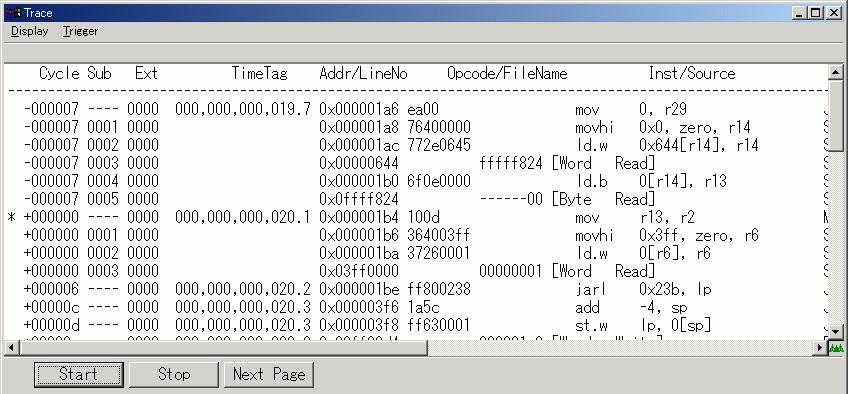 Trace
Display Trigger
Cycle Sub Ext TimeTag Addr/LineNo Opcode/FileName Inst/Source
-000007 ---- 0000 000,000,000,019.7 0x000001a6 ea00 mov 0, r29
-000007 0001 0000 0x000001a8 76400000 movhi 0x0, zero, r14 S
-000007 0002 0000 0x000001ac 772e0645 ld.w 0x644[r14], r14 S
-000007 0003 0000 0x00000644 fffff824 [Word Read] S
-000007 0004 0000 0x000001b0 6f0e0000 ld.b 0[r14], r13 S
-000007 0005 0000 0x0ffff824 ------00 [Byte Read] S
* +000000 ---- 0000 000,000,000,020.1 0x000001b4 100d mov r13, r2 M
+000000 0001 0000 0x000001b6 364003ff movhi 0x3ff, zero, r6 S
+000000 0002 0000 0x000001ba 37260001 ld.w 0[r6], r6 S
+000000 0003 0000 0x03ff0000 00000001 [Word Read] S
+000006 ---- 0000 000,000,000,020.2 0x000001be ff800238 jarl 0x23b, lp
+00000c ---- 0000 000,000,000,020.3 0x000003f6 1a5c add -4, sp
+00000d ---- 0000 000,000,000,020.3 0x000003f8 ff630001 st.w lp, 0[sp]
Start Stop Next Page